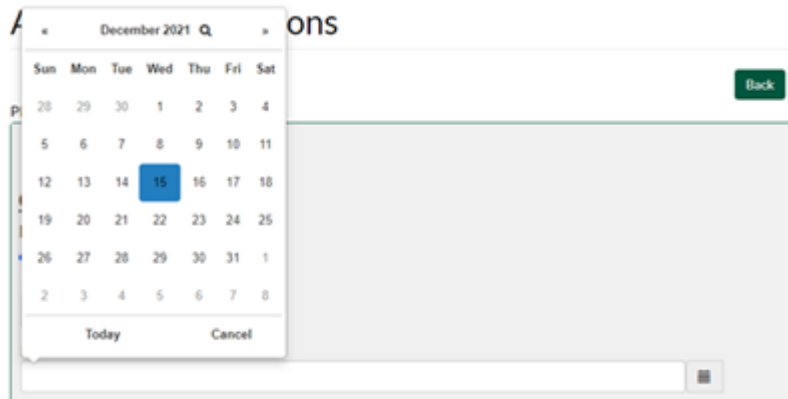 A
ons
« December 2021 »
Sun Mon Tue Wed Thu Fri Sat
Back
28 29 30 1 2 3 4
P
5 6 7 8 9 10 11
12 13 14 15 16 17 18
19 20 21 22 23 24 25
26 27 28 29 30 31 1
2 3 4 5 6 7 8
Today Cancel